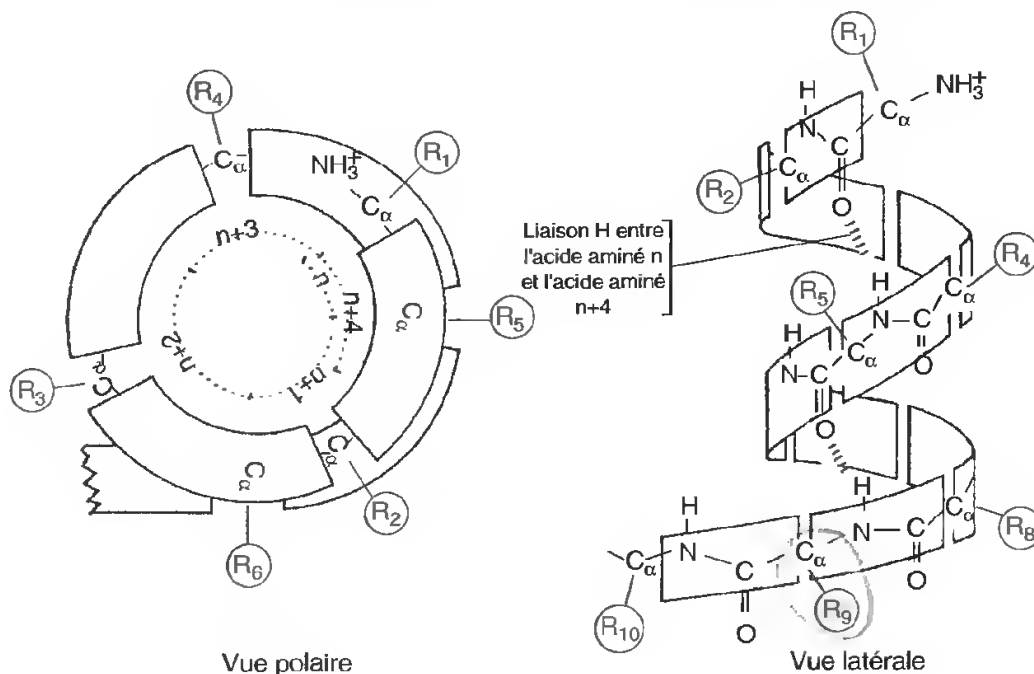 R4
Cα
NH3+
R1
Cα
n+3
n
n+4
Cα
R5
n+2
n+1
R3
Cα
Cα
Cα
R2
R6
Vue polaire
R1
H
NH3+
N
Cα
C
Cα
R2
O
Liaison H entre
l'acide aminé n
et l'acide aminé
n+4
R4
H
Cα
R5
N
C
H
Cα
O
N
C
O
H
H
Cα
N
C
R8
N
Cα
Cα
C
O
R9
R10
O
Vue latérale